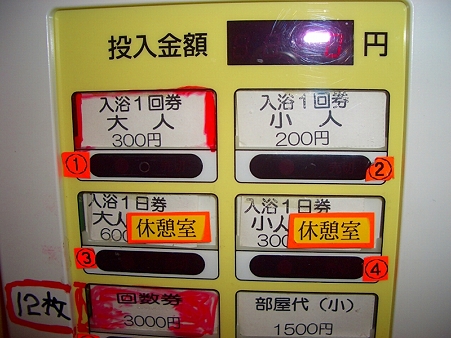 投入金額 0 円
入浴1回券
大人
300円
①
入浴1回券
小人
200円
②
入浴1日券
大人
600
休憩室
③
入浴1日券
小人
300
休憩室
④
12枚
回数券
3000円
部屋代(小)
1500円